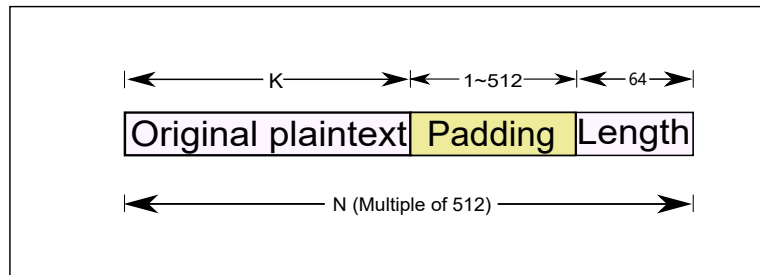 K 1~512 64
Original plaintext Padding Length
N (Multiple of 512)